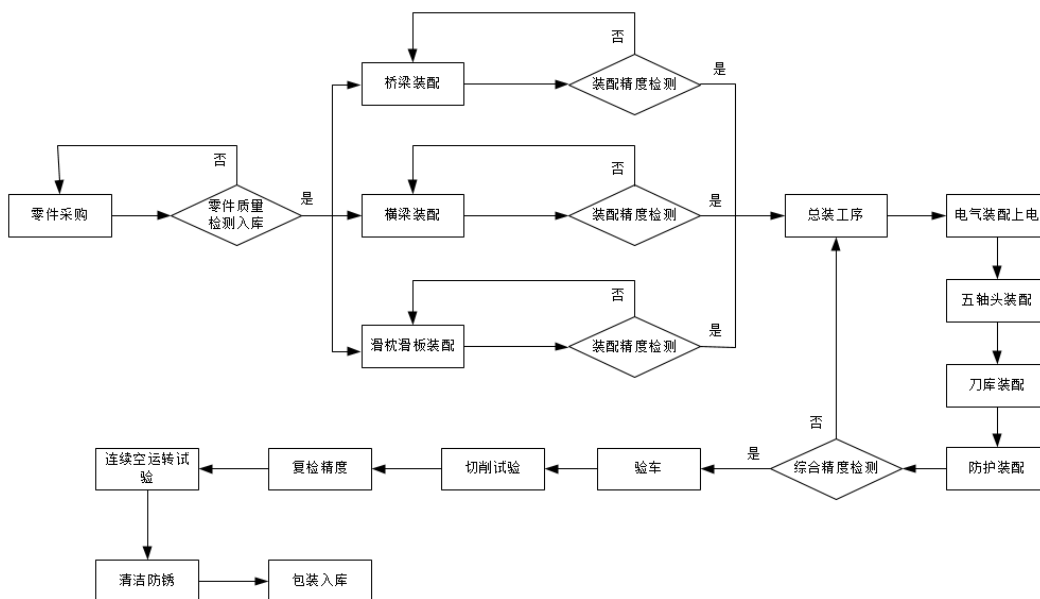 否
桥梁装配
装配精度检测
是
否
零件采购
零件质量
检测入库
是
否
横梁装配
装配精度检测
是
总装工序
电气装配上电
否
滑枕滑板装配
装配精度检测
是
五轴头装配
刀库装配
否
连续空运转试
验
复检精度
切削试验
验车
是
综合精度检测
防护装配
清洁防锈
包装入库